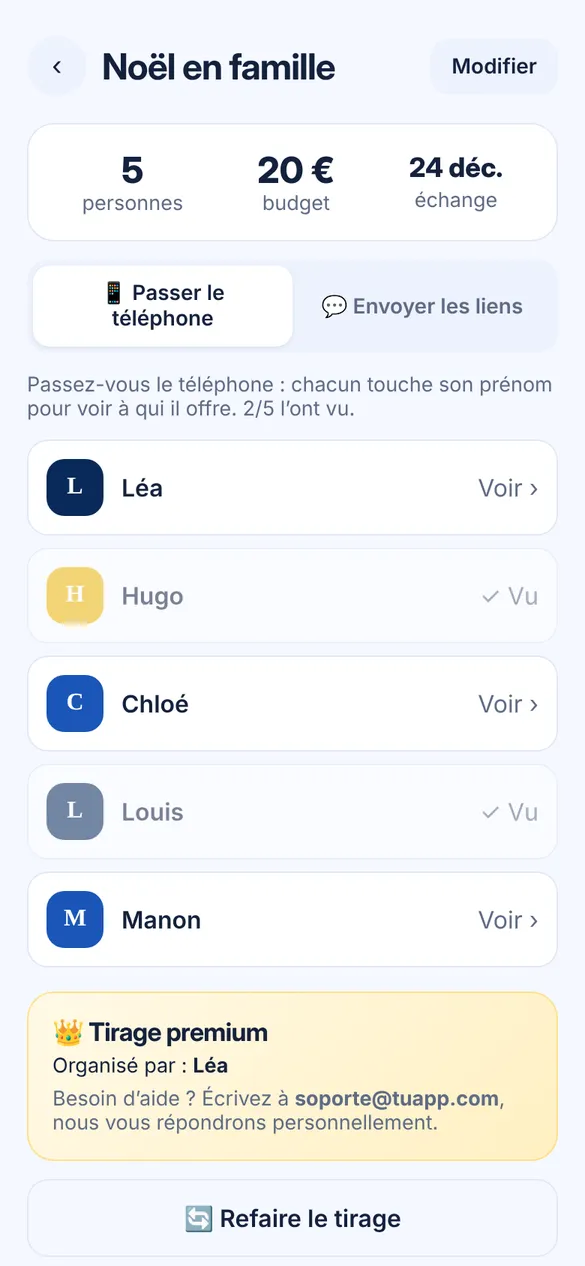 ‹ Noël en famille Modifier
5 20 € 24 déc.
personnes budget échange
📱 Passer le
téléphone
💬 Envoyer les liens
Passez-vous le téléphone : chacun touche son prénom
pour voir à qui il offre. 2/5 l’ont vu.
L Léa Voir ›
H Hugo ✓ Vu
C Chloé Voir ›
L Louis ✓ Vu
M Manon Voir ›
👑 Tirage premium
Organisé par : Léa
Besoin d’aide ? Écrivez à soporte@tuapp.com,
nous vous répondrons personnellement.
🔄 Refaire le tirage